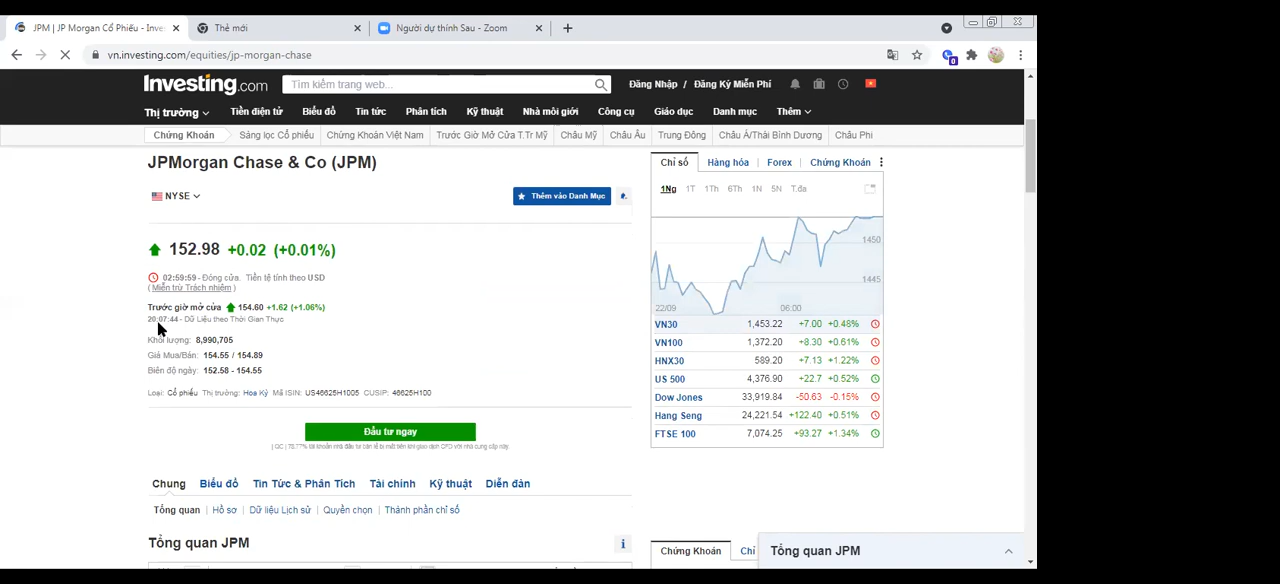 JPM | JP Morgan Cổ Phiếu - Inves
Thẻ mới
Người dự thính Sau - Zoom
vn.investing.com/equities/jp-morgan-chase
0
Investing.com
Tìm kiếm trang web...
Đăng Nhập / Đăng Ký Miễn Phí
Thị trường Tiền điện tử Biểu đồ Tin tức Phân tích Kỹ thuật Nhà môi giới Công cụ Giáo dục Danh mục Thêm
Chứng Khoán Sàng lọc Cổ phiếu Chứng Khoán Việt Nam Trước Giờ Mở Cửa T.Tr Mỹ Châu Mỹ Châu Âu Trung Đông Châu Á/Thái Bình Dương Châu Phi
JPMorgan Chase & Co (JPM)
NYSE
Thêm vào Danh Mục
152.98 +0.02 (+0.01%)
02:59:59 - Đóng cửa. Tiền tệ tính theo USD
( Miễn trừ Trách nhiệm )
Trước giờ mở cửa 154.60 +1.62 (+1.06%)
20:07:44 - Dữ Liệu theo Thời Gian Thực
Khối lượng: 8,990,705
Giá Mua/Bán: 154.55 / 154.89
Biên độ ngày: 152.58 - 154.55
Loại: Cổ phiếu Thị trường: Hoa Kỳ Mã ISIN: US46625H1005 CUSIP: 46625H100
Đầu tư ngay
Chung Biểu đồ Tin Tức & Phân tích Tài chính Kỹ thuật Diễn đàn
Tổng quan Hồ sơ Dữ liệu Lịch sử Quyền chọn Thành phần chỉ số
Tổng quan JPM
Chỉ số Hàng hóa Forex Chứng Khoán
1Ng 1T 1Th 6Th 1N 5N T.đa
1450
1445
22/09 06:00
VN30 1,453.22 +7.00 +0.48%
VN100 1,372.20 +8.30 +0.61%
HNX30 589.20 +7.13 +1.22%
US 500 4,376.90 +22.7 +0.52%
Dow Jones 33,919.84 -50.63 -0.15%
Hang Seng 24,221.54 +122.40 +0.51%
FTSE 100 7,074.25 +93.27 +1.34%
Chứng Khoán Chỉ
Tổng quan JPM